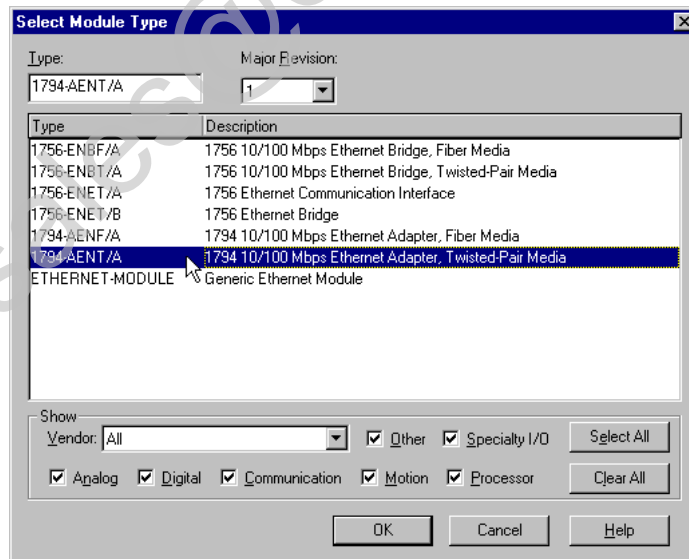 Select Module Type
Type: Major Revision:
1794-AENT/A 1
Type Description
1756-ENBF/A 1756 10/100 Mbps Ethernet Bridge, Fiber Media
1756-ENBT/A 1756 10/100 Mbps Ethernet Bridge, Twisted-Pair Media
1756-ENET/A 1756 Ethernet Communication Interface
1756-ENET/B 1756 Ethernet Bridge
1794-AENF/A 1794 10/100 Mbps Ethernet Adapter, Fiber Media
1794-AENT/A 1794 10/100 Mbps Ethernet Adapter, Twisted-Pair Media
ETHERNET-MODULE Generic Ethernet Module
Show
Vendor: All Other Specialty I/O Select All
Analog Digital Communication Motion Processor Clear All
OK Cancel Help